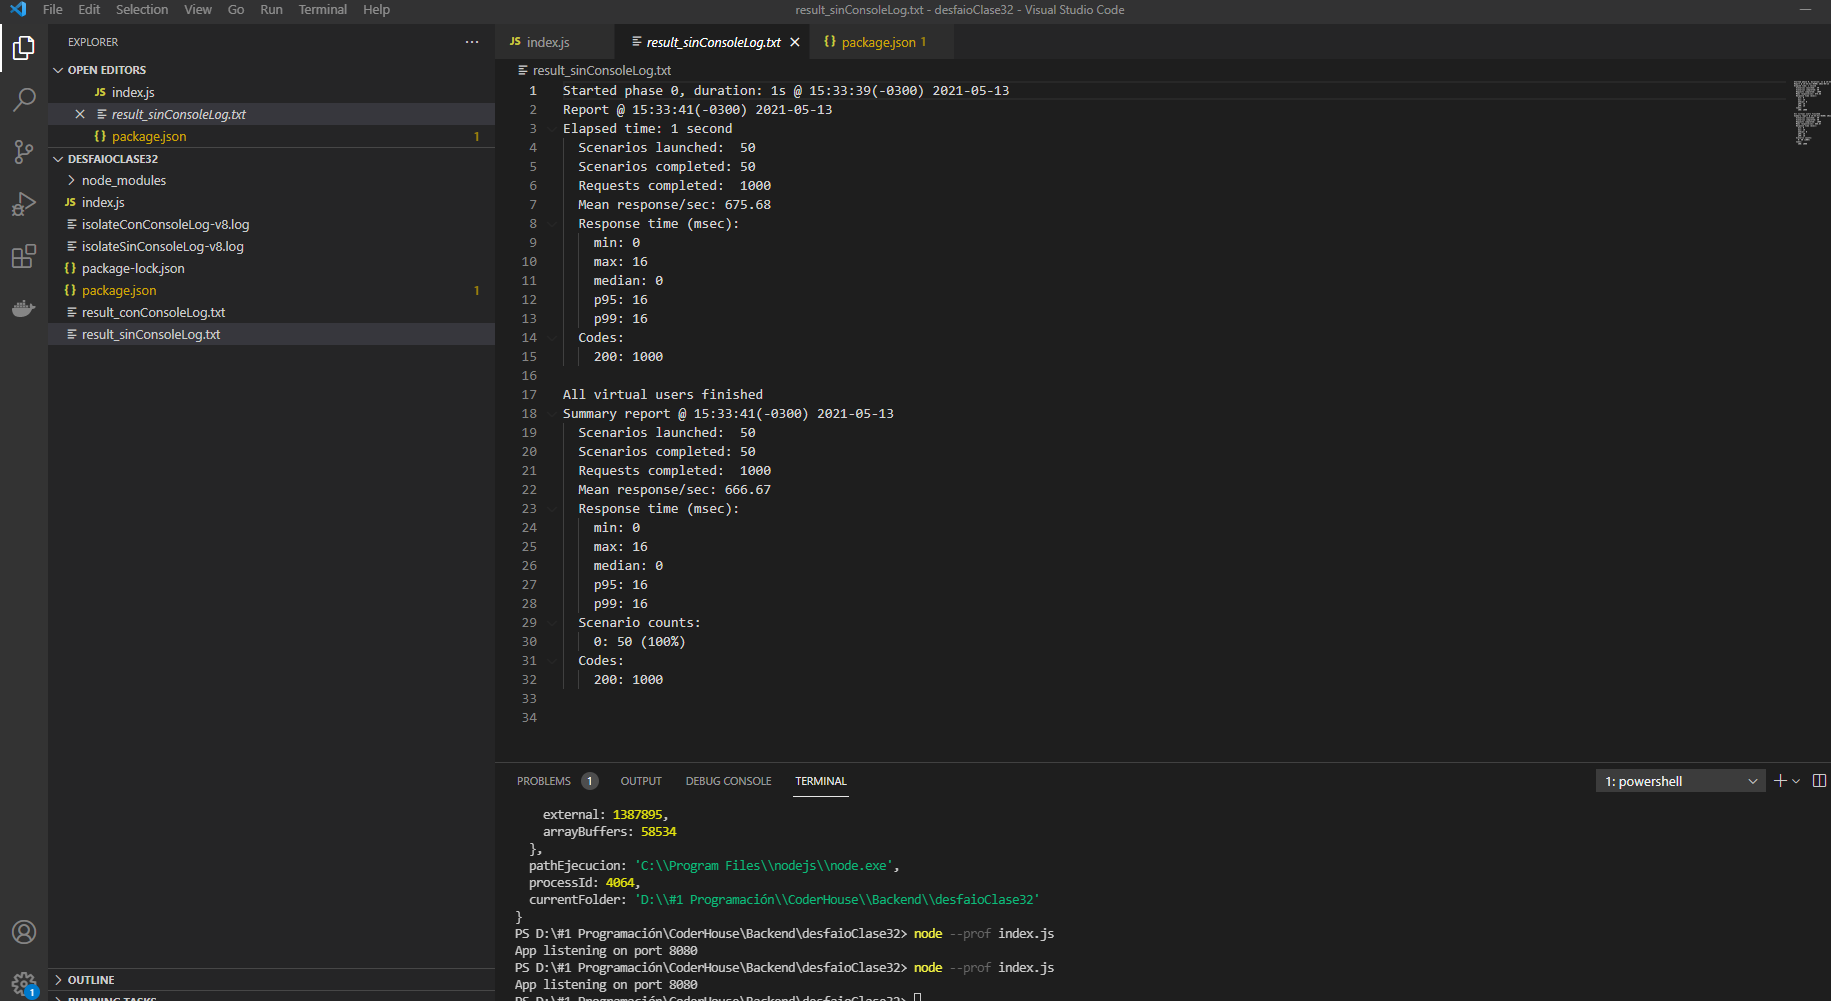 File Edit Selection View Go Run Terminal Help
result_sinConsoleLog.txt - desfaioClase32 - Visual Studio Code
EXPLORER
OPEN EDITORS
JS index.js
result_sinConsoleLog.txt
{} package.json 1
DESFAIOCLASE32
node_modules
JS index.js
isolateConConsoleLog-v8.log
isolateSinConsoleLog-v8.log
{} package-lock.json
{} package.json 1
result_conConsoleLog.txt
result_sinConsoleLog.txt
OUTLINE
RUNNING TASKS
1
JS index.js
result_sinConsoleLog.txt
{} package.json 1
result_sinConsoleLog.txt
1 Started phase 0, duration: 1s @ 15:33:39(-0300) 2021-05-13
2 Report @ 15:33:41(-0300) 2021-05-13
3 Elapsed time: 1 second
4 Scenarios launched: 50
5 Scenarios completed: 50
6 Requests completed: 1000
7 Mean response/sec: 675.68
8 Response time (msec):
9 min: 0
10 max: 16
11 median: 0
12 p95: 16
13 p99: 16
14 Codes:
15 200: 1000
16
17 All virtual users finished
18 Summary report @ 15:33:41(-0300) 2021-05-13
19 Scenarios launched: 50
20 Scenarios completed: 50
21 Requests completed: 1000
22 Mean response/sec: 666.67
23 Response time (msec):
24 min: 0
25 max: 16
26 median: 0
27 p95: 16
28 p99: 16
29 Scenario counts:
30 0: 50 (100%)
31 Codes:
32 200: 1000
33
34
PROBLEMS 1 OUTPUT DEBUG CONSOLE TERMINAL
1: powershell
external: 1387895,
arrayBuffers: 58534
},
pathEjecucion: 'C:\\Program Files\\nodejs\\node.exe',
processId: 4064,
currentFolder: 'D:\\#1 Programación\\CoderHouse\\Backend\\desfaioClase32'
}
PS D:\#1 Programación\CoderHouse\Backend\desfaioClase32> node --prof index.js
App listening on port 8080
PS D:\#1 Programación\CoderHouse\Backend\desfaioClase32> node --prof index.js
App listening on port 8080
PS D:\#1 Programación\CoderHouse\Backend\desfaioClase32>